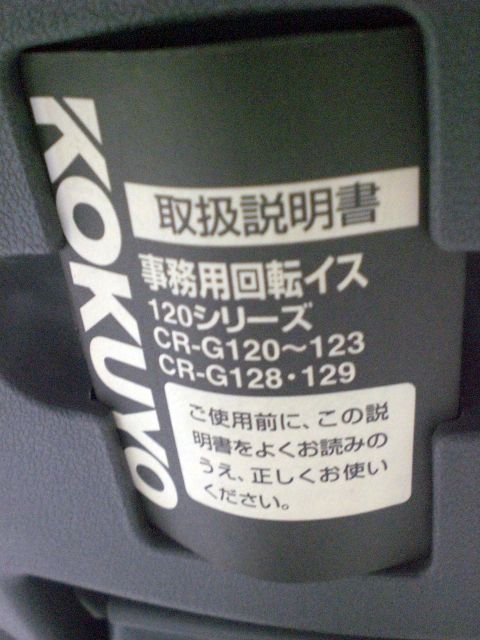 KOKUYO
取扱説明書
事務用回転イス
120シリーズ
CR-G120～123
CR-G128・129
ご使用前に、この説
明書をよくお読みの
うえ、正しくお使い
ください。